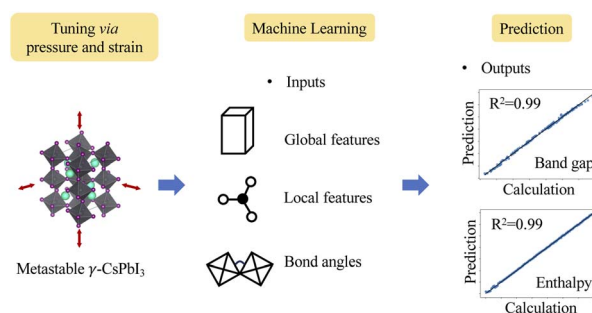 Tuning via
pressure and strain
Metastable γ-CsPbI₃
Machine Learning
• Inputs
Global features
Local features
Bond angles
Prediction
• Outputs
R²=0.99
Prediction
Band gap
Calculation
R²=0.99
Prediction
Enthalpy
Calculation